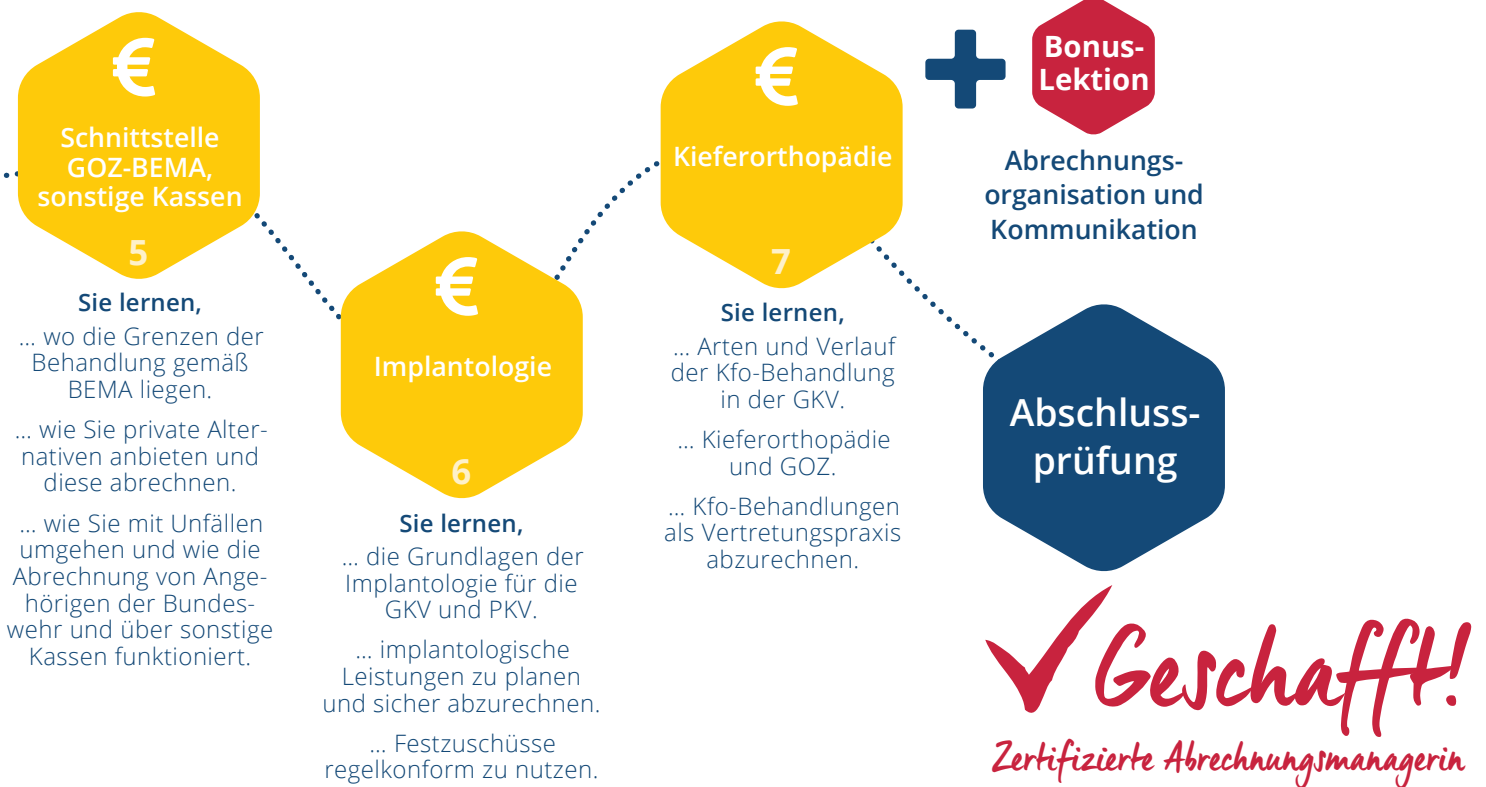 €
Schnittstelle
GOZ-BEMA,
sonstige Kassen
5
Sie lernen,
... wo die Grenzen der
Behandlung gemäß
BEMA liegen.
... wie Sie private Alter-
nativen anbieten und
diese abrechnen.
... wie Sie mit Unfällen
umgehen und wie die
Abrechnung von Ange-
hörigen der Bundes-
wehr und über sonstige
Kassen funktioniert.
€
Implantologie
6
Sie lernen,
... die Grundlagen der
Implantologie für die
GKV und PKV.
... implantologische
Leistungen zu planen
und sicher abzurechnen.
... Festzuschüsse
regelkonform zu nutzen.
€
Kieferorthopädie
7
Sie lernen,
... Arten und Verlauf
der Kfo-Behandlung
in der GKV.
... Kieferorthopädie
und GOZ.
... Kfo-Behandlungen
als Vertretungspraxis
abzurechnen.
Bonus-
Lektion
Abrechnungs-
organisation und
Kommunikation
Abschluss-
prüfung
Geschafft!
Zertifizierte Abrechnungsmanagerin